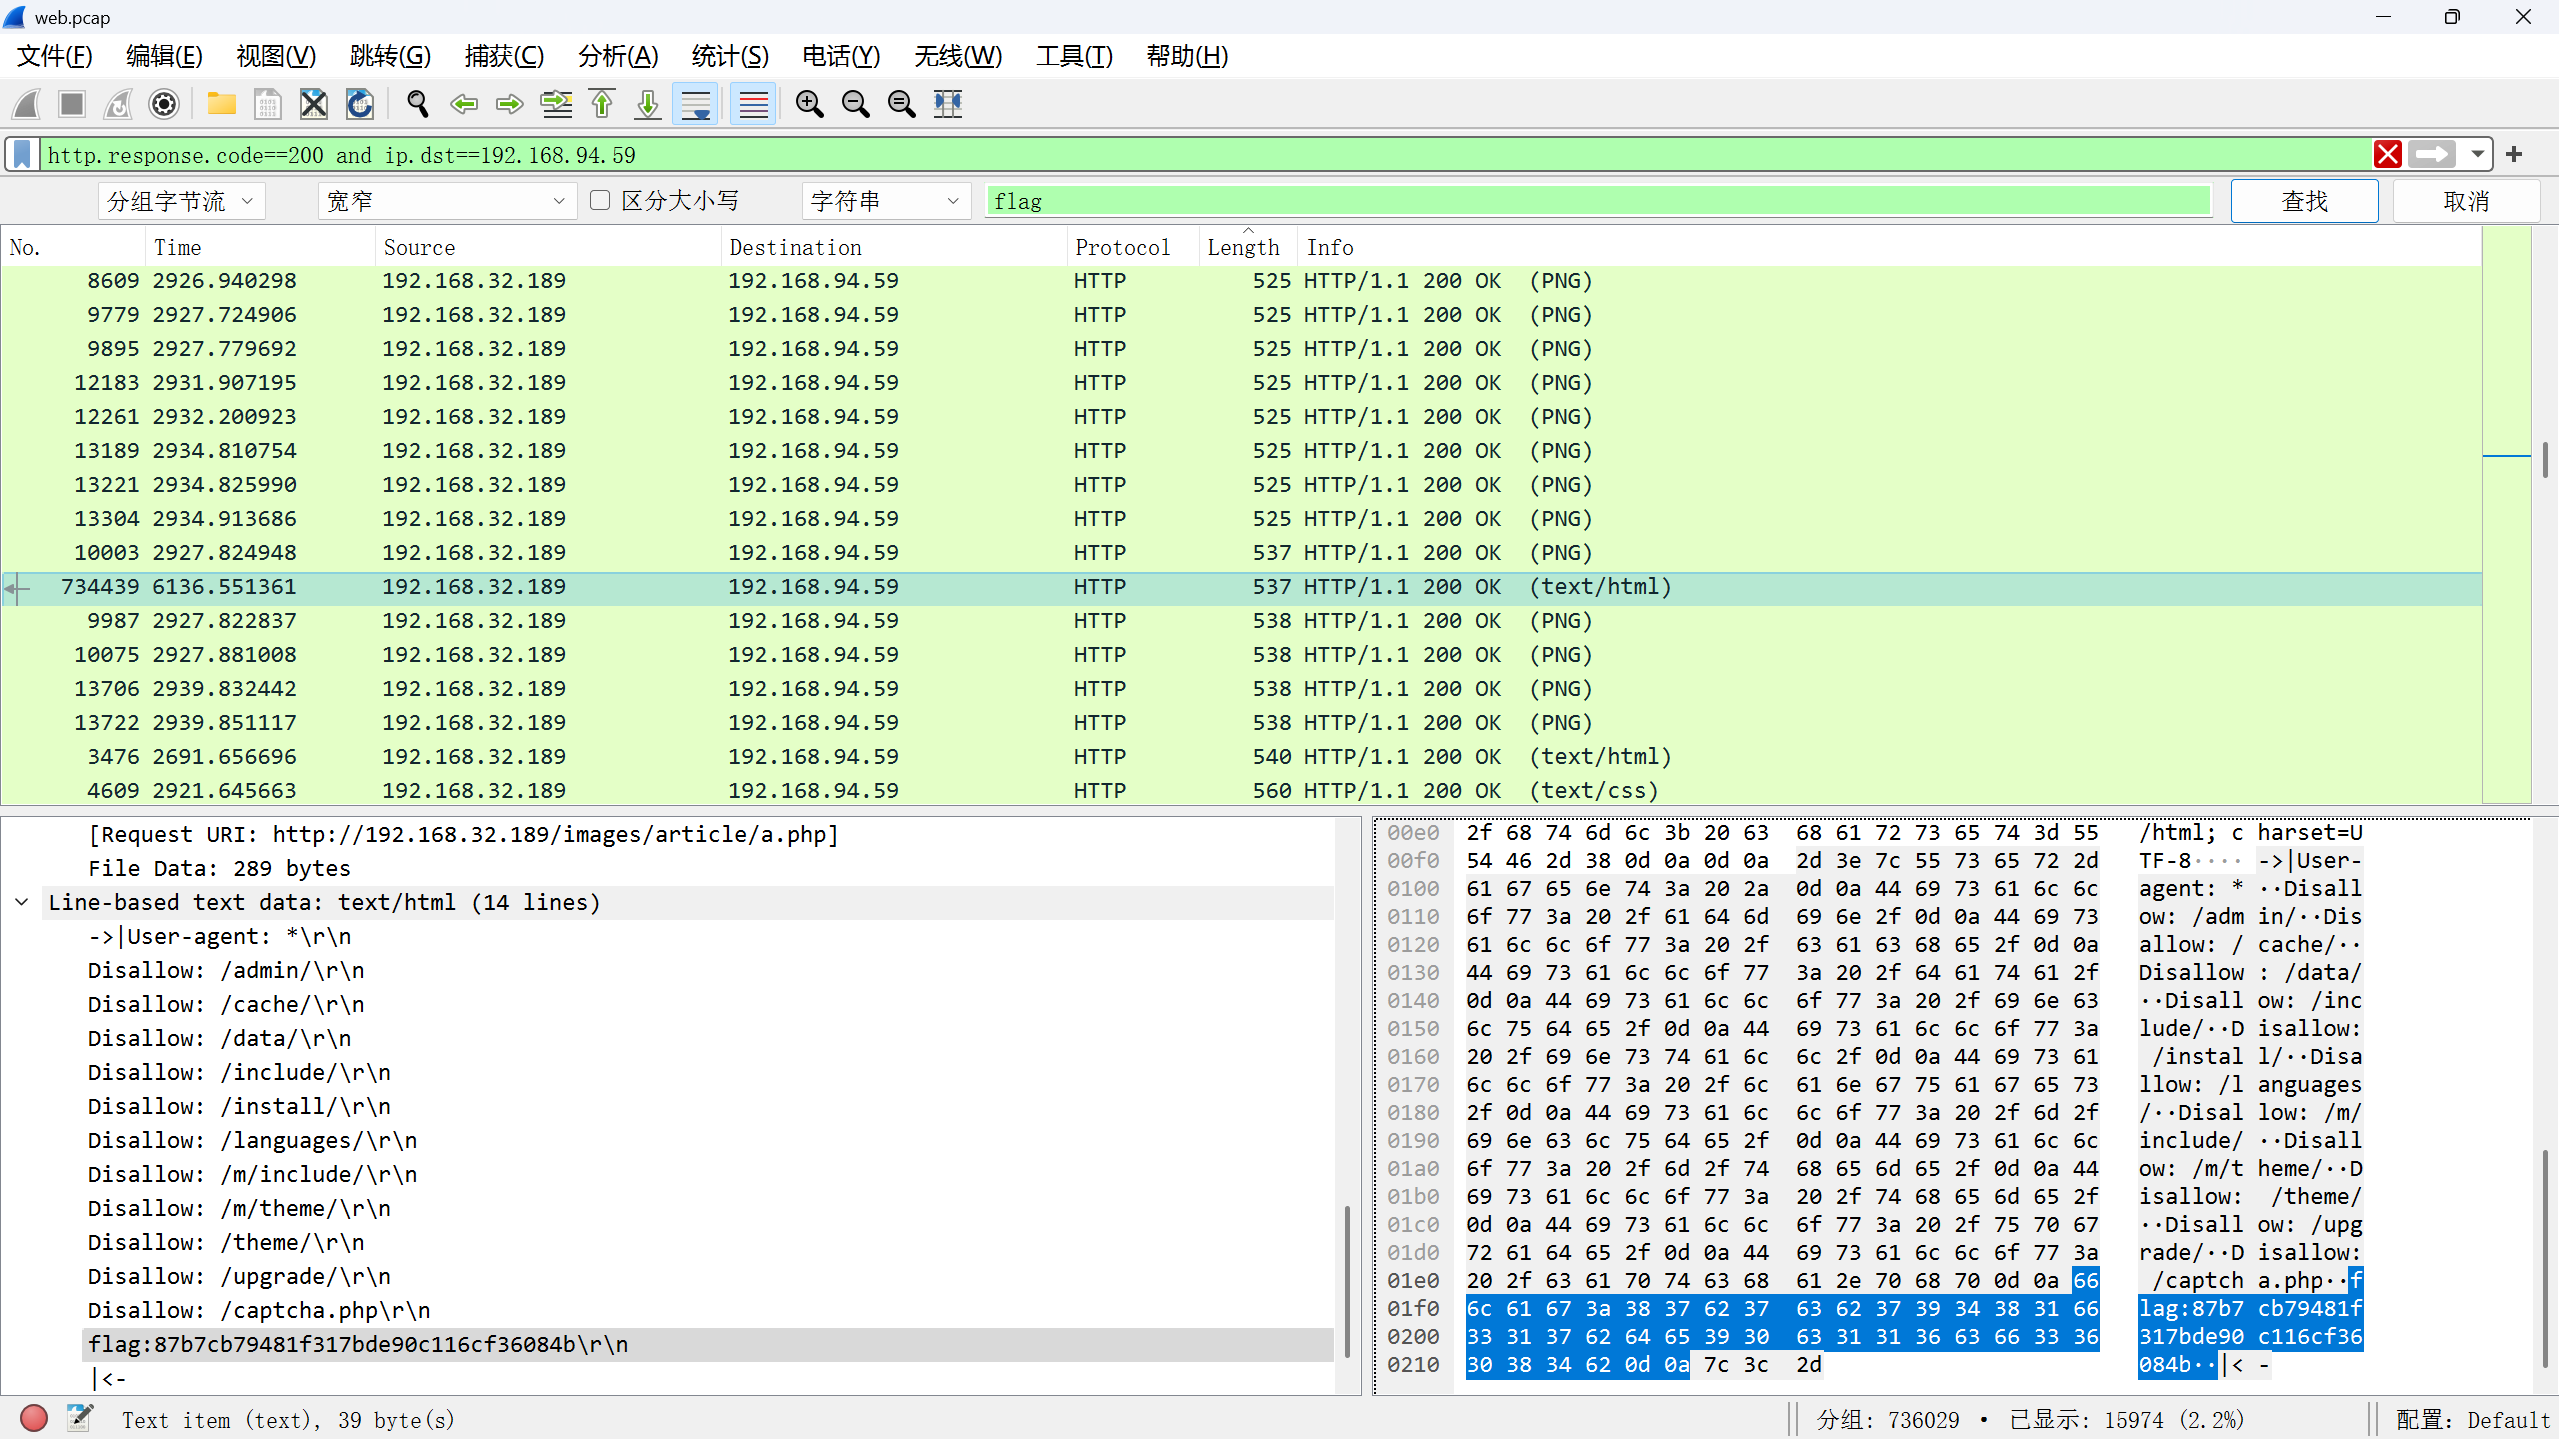 web.pcap
文件(F) 编辑(E) 视图(V) 跳转(G) 捕获(C) 分析(A) 统计(S) 电话(Y) 无线(W) 工具(T) 帮助(H)
http.response.code==200 and ip.dst==192.168.94.59
分组字节流 宽窄 区分大小写 字符串 flag 查找 取消
No. Time Source Destination Protocol Length Info
8609 2926.940298 192.168.32.189 192.168.94.59 HTTP 525 HTTP/1.1 200 OK (PNG)
9779 2927.724906 192.168.32.189 192.168.94.59 HTTP 525 HTTP/1.1 200 OK (PNG)
9895 2927.779692 192.168.32.189 192.168.94.59 HTTP 525 HTTP/1.1 200 OK (PNG)
12183 2931.907195 192.168.32.189 192.168.94.59 HTTP 525 HTTP/1.1 200 OK (PNG)
12261 2932.200923 192.168.32.189 192.168.94.59 HTTP 525 HTTP/1.1 200 OK (PNG)
13189 2934.810754 192.168.32.189 192.168.94.59 HTTP 525 HTTP/1.1 200 OK (PNG)
13221 2934.825990 192.168.32.189 192.168.94.59 HTTP 525 HTTP/1.1 200 OK (PNG)
13304 2934.913686 192.168.32.189 192.168.94.59 HTTP 525 HTTP/1.1 200 OK (PNG)
10003 2927.824948 192.168.32.189 192.168.94.59 HTTP 537 HTTP/1.1 200 OK (PNG)
734439 6136.551361 192.168.32.189 192.168.94.59 HTTP 537 HTTP/1.1 200 OK (text/html)
9987 2927.822837 192.168.32.189 192.168.94.59 HTTP 538 HTTP/1.1 200 OK (PNG)
10075 2927.881008 192.168.32.189 192.168.94.59 HTTP 538 HTTP/1.1 200 OK (PNG)
13706 2939.832442 192.168.32.189 192.168.94.59 HTTP 538 HTTP/1.1 200 OK (PNG)
13722 2939.851117 192.168.32.189 192.168.94.59 HTTP 538 HTTP/1.1 200 OK (PNG)
3476 2691.656696 192.168.32.189 192.168.94.59 HTTP 540 HTTP/1.1 200 OK (text/html)
4609 2921.645663 192.168.32.189 192.168.94.59 HTTP 560 HTTP/1.1 200 OK (text/css)
[Request URI: http://192.168.32.189/images/article/a.php]
File Data: 289 bytes
Line-based text data: text/html (14 lines)
->|User-agent: *\r\n
Disallow: /admin/\r\n
Disallow: /cache/\r\n
Disallow: /data/\r\n
Disallow: /include/\r\n
Disallow: /install/\r\n
Disallow: /languages/\r\n
Disallow: /m/include/\r\n
Disallow: /m/theme/\r\n
Disallow: /theme/\r\n
Disallow: /upgrade/\r\n
Disallow: /captcha.php\r\n
flag:87b7cb79481f317bde90c116cf36084b\r\n
|<-
00e0 2f 68 74 6d 6c 3b 20 63 68 61 72 73 65 74 3d 55 /html; c harset=U
00f0 54 46 2d 38 0d 0a 0d 0a 2d 3e 7c 55 73 65 72 2d TF-8···· ->|User-
0100 61 67 65 6e 74 3a 20 2a 0d 0a 44 69 73 61 6c 6c agent: * ··Disall
0110 6f 77 3a 20 2f 61 64 6d 69 6e 2f 0d 0a 44 69 73 ow: /adm in/··Dis
0120 61 6c 6c 6f 77 3a 20 2f 63 61 63 68 65 2f 0d 0a allow: / cache/··
0130 44 69 73 61 6c 6c 6f 77 3a 20 2f 64 61 74 61 2f Disallow : /data/
0140 0d 0a 44 69 73 61 6c 6c 6f 77 3a 20 2f 69 6e 63 ··Disall ow: /inc
0150 6c 75 64 65 2f 0d 0a 44 69 73 61 6c 6c 6f 77 3a lude/··D isallow:
0160 20 2f 69 6e 73 74 61 6c 6c 2f 0d 0a 44 69 73 61 /instal l/··Disa
0170 6c 6c 6f 77 3a 20 2f 6c 61 6e 67 75 61 67 65 73 llow: /l anguages
0180 2f 0d 0a 44 69 73 61 6c 6c 6f 77 3a 20 2f 6d 2f /··Disal low: /m/
0190 69 6e 63 6c 75 64 65 2f 0d 0a 44 69 73 61 6c 6c include/ ··Disall
01a0 6f 77 3a 20 2f 6d 2f 74 68 65 6d 65 2f 0d 0a 44 ow: /m/t heme/··D
01b0 69 73 61 6c 6c 6f 77 3a 20 2f 74 68 65 6d 65 2f isallow: /theme/
01c0 0d 0a 44 69 73 61 6c 6c 6f 77 3a 20 2f 75 70 67 ··Disall ow: /upg
01d0 72 61 64 65 2f 0d 0a 44 69 73 61 6c 6c 6f 77 3a rade/··D isallow:
01e0 20 2f 63 61 70 74 63 68 61 2e 70 68 70 0d 0a 66 /captch a.php··f
01f0 6c 61 67 3a 38 37 62 37 63 62 37 39 34 38 31 66 lag:87b7 cb79481f
0200 33 31 37 62 64 65 39 30 63 31 31 36 63 66 33 36 317bde90 c116cf36
0210 30 38 34 62 0d 0a 7c 3c 2d 084b··|< -
Text item (text), 39 byte(s) 分组: 736029 · 已显示: 15974 (2.2%) 配置: Default